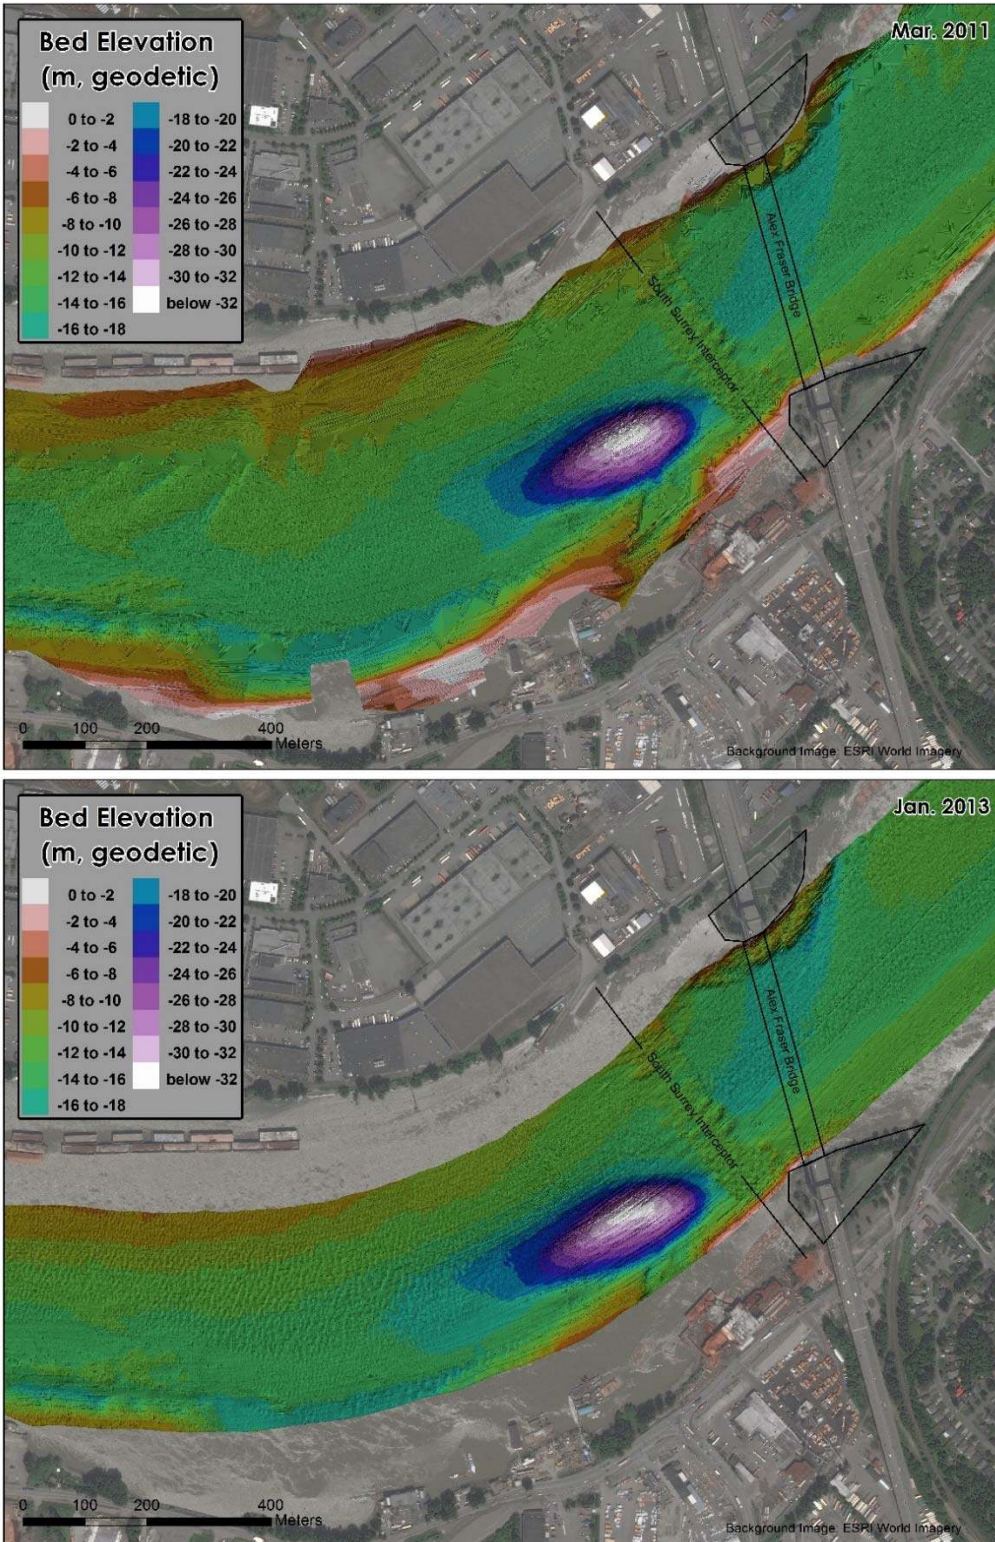 Mar. 2011
Bed Elevation
(m, geodetic)
0 to -2
-2 to -4
-4 to -6
-6 to -8
-8 to -10
-10 to -12
-12 to -14
-14 to -16
-16 to -18
-18 to -20
-20 to -22
-22 to -24
-24 to -26
-26 to -28
-28 to -30
-30 to -32
below -32
South Surrey Interceptor
Alex Fraser Bridge
0 100 200 400
Meters
Background Image: ESRI World Imagery
Jan. 2013
Bed Elevation
(m, geodetic)
0 to -2
-2 to -4
-4 to -6
-6 to -8
-8 to -10
-10 to -12
-12 to -14
-14 to -16
-16 to -18
-18 to -20
-20 to -22
-22 to -24
-24 to -26
-26 to -28
-28 to -30
-30 to -32
below -32
South Surrey Interceptor
Alex Fraser Bridge
0 100 200 400
Meters
Background Image: ESRI World Imagery